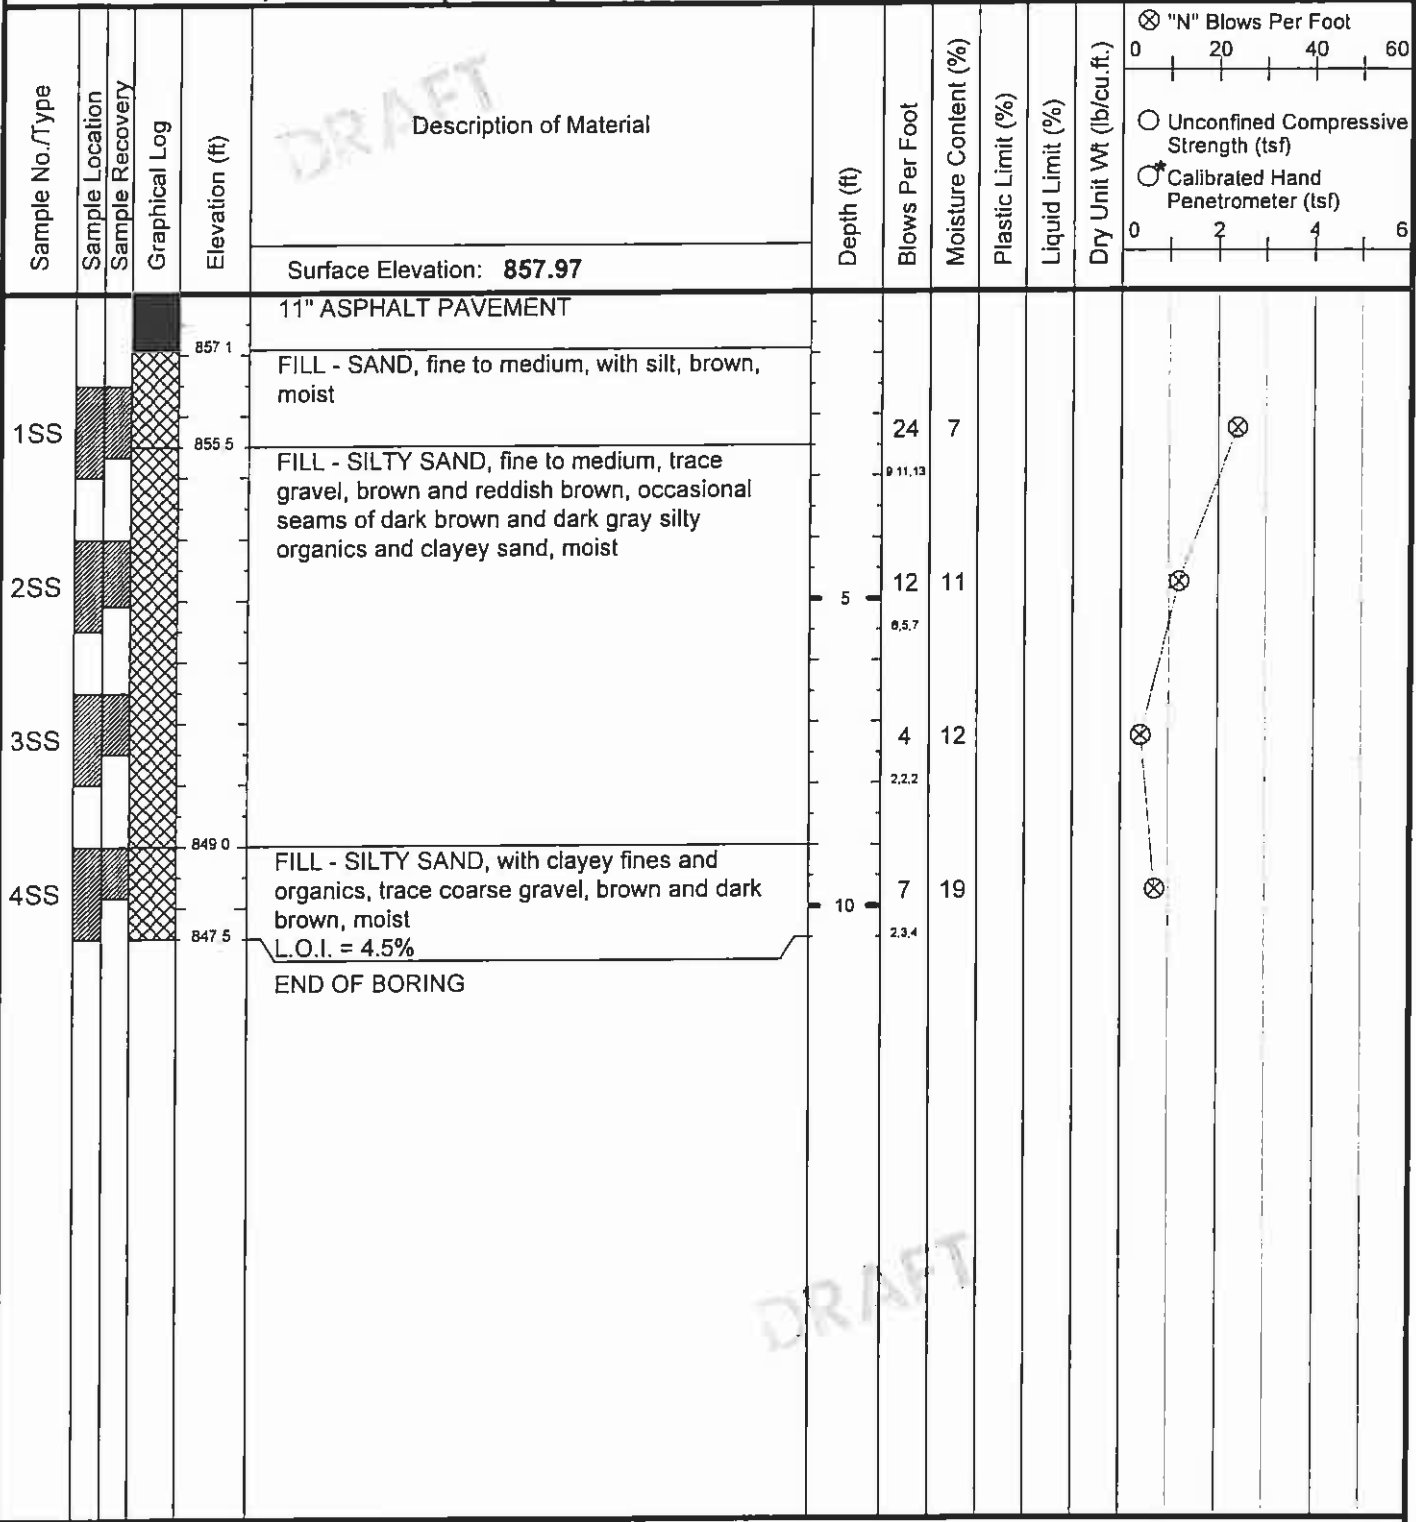 Sample No./Type
Sample Location
Sample Recovery
Graphical Log
Elevation (ft)
DRAFT
Description of Material
Surface Elevation: 857.97
Depth (ft)
Blows Per Foot
Moisture Content (%)
Plastic Limit (%)
Liquid Limit (%)
Dry Unit Wt (lb/cu.ft.)
⊗ "N" Blows Per Foot
0 20 40 60
Unconfined Compressive
Strength (tsf)
* Calibrated Hand
Penetrometer (tsf)
0 2 4 6
11" ASPHALT PAVEMENT
857 1
FILL - SAND, fine to medium, with silt, brown,
moist
1SS
24 7
855 5
9 11,13
FILL - SILTY SAND, fine to medium, trace
gravel, brown and reddish brown, occasional
seams of dark brown and dark gray silty
organics and clayey sand, moist
2SS
12 11
5
6,5,7
3SS
4 12
2,2,2
849 0
FILL - SILTY SAND, with clayey fines and
organics, trace coarse gravel, brown and dark
brown, moist
4SS
7 19
10
2,3,4
847 5
L.O.I. = 4.5%
END OF BORING
DRAFT